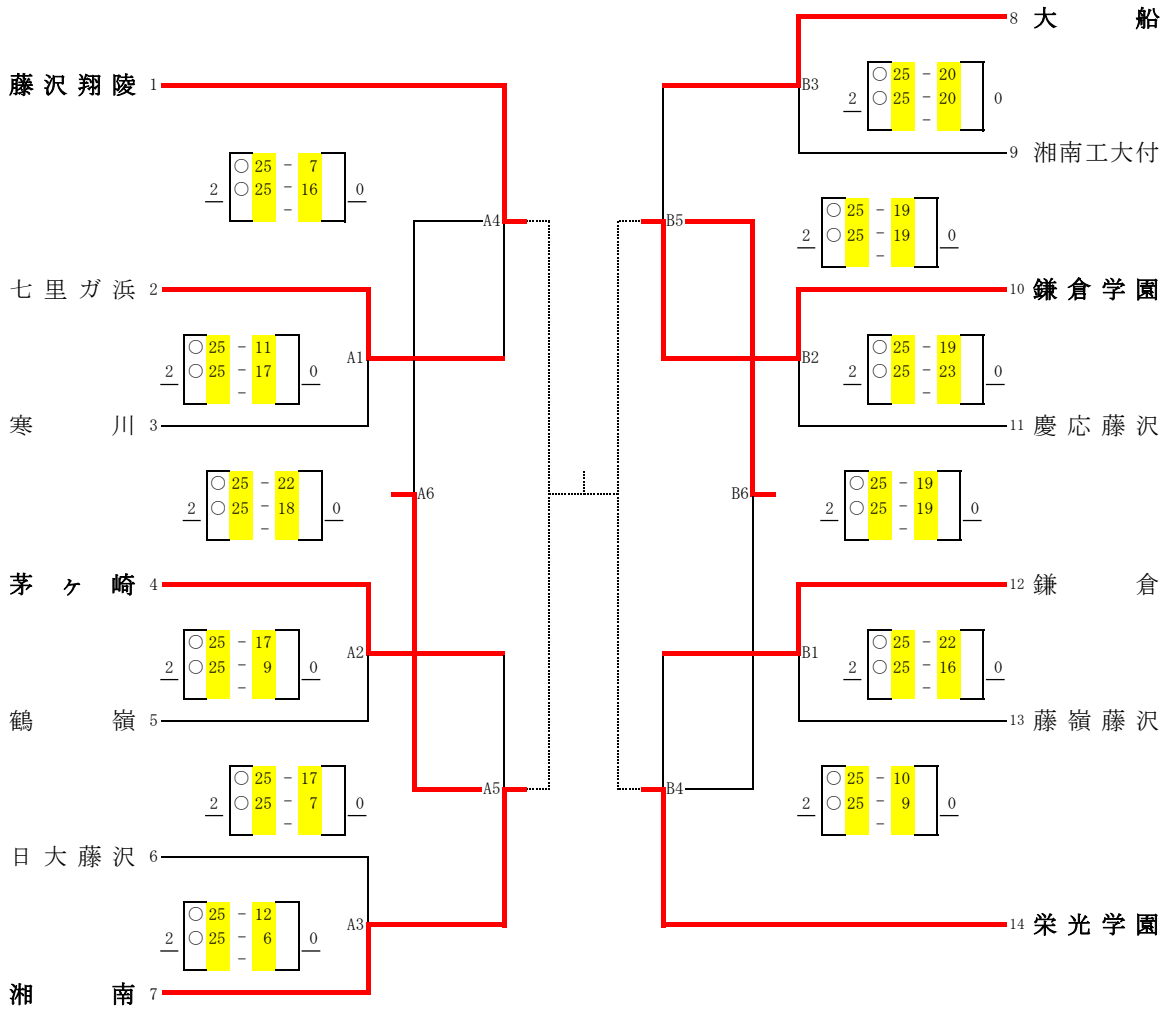 8 大船
藤沢翔陵 1
○ 25 - 20
B3
2 ○ 25 - 20 0
-
9 湘南工大付
○ 25 - 7
2 ○ 25 - 16 0
-
○ 25 - 19
A4
B5
2 ○ 25 - 19 0
-
七里ガ浜 2
10 鎌倉学園
○ 25 - 11
A1
2 ○ 25 - 17 0
-
B2
○ 25 - 19
2 ○ 25 - 23 0
-
寒川 3
11 慶応藤沢
○ 25 - 22
2 ○ 25 - 18 0
-
A6
B6
○ 25 - 19
2 ○ 25 - 19 0
-
茅ヶ崎 4
12 鎌倉
○ 25 - 17
A2
2 ○ 25 - 9 0
-
B1
○ 25 - 22
2 ○ 25 - 16 0
-
鶴嶺 5
13 藤嶺藤沢
○ 25 - 17
2 ○ 25 - 7 0
-
A5
B4
○ 25 - 10
2 ○ 25 - 9 0
-
日大藤沢 6
○ 25 - 12
A3
2 ○ 25 - 6 0
-
14 栄光学園
湘南 7